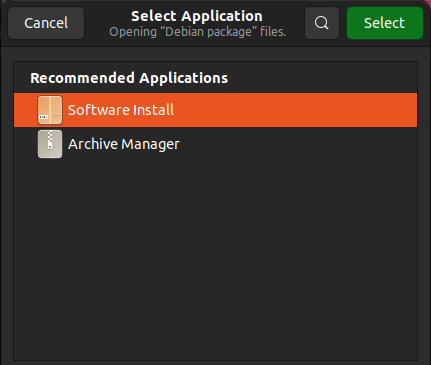 Cancel
Select Application
Opening “Debian package” files.
Select
Recommended Applications
Software Install
Archive Manager